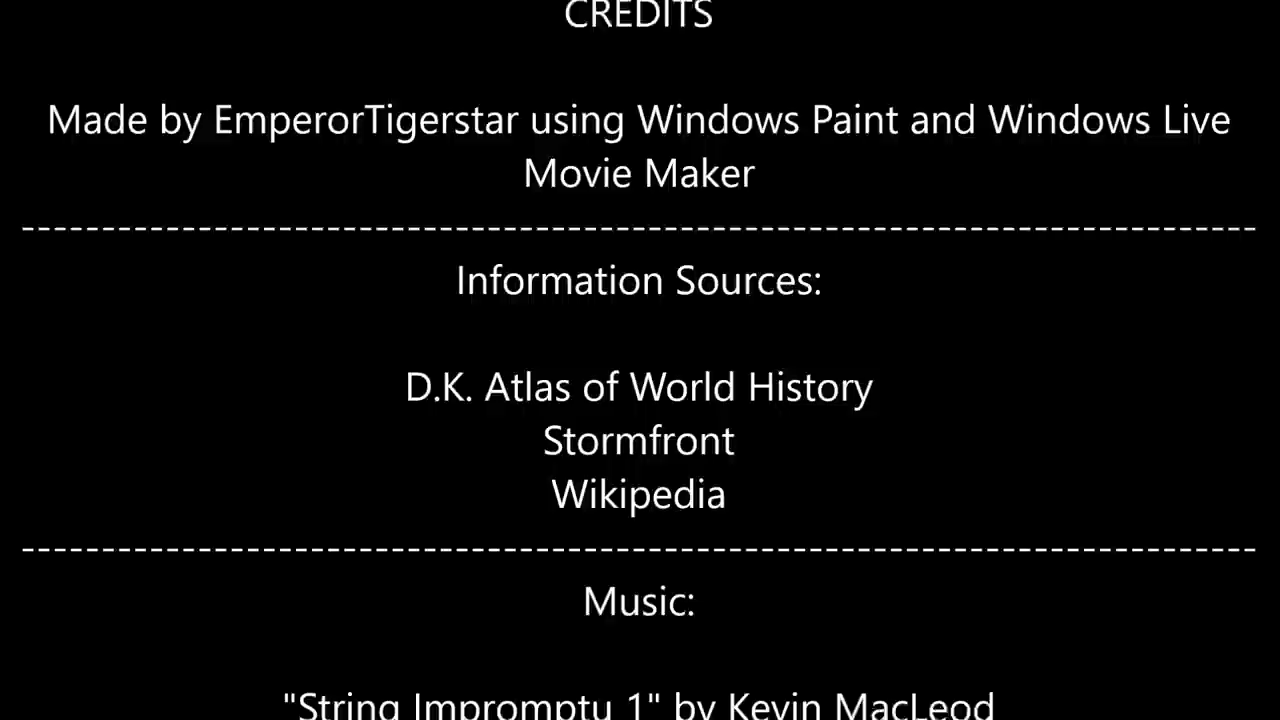 CREDITS
Made by EmperorTigerstar using Windows Paint and Windows Live
Movie Maker
-------------------------------------------------------------------------------
Information Sources:
D.K. Atlas of World History
Stormfront
Wikipedia
-------------------------------------------------------------------------------
Music:
"String Impromptu 1" by Kevin MacLeod